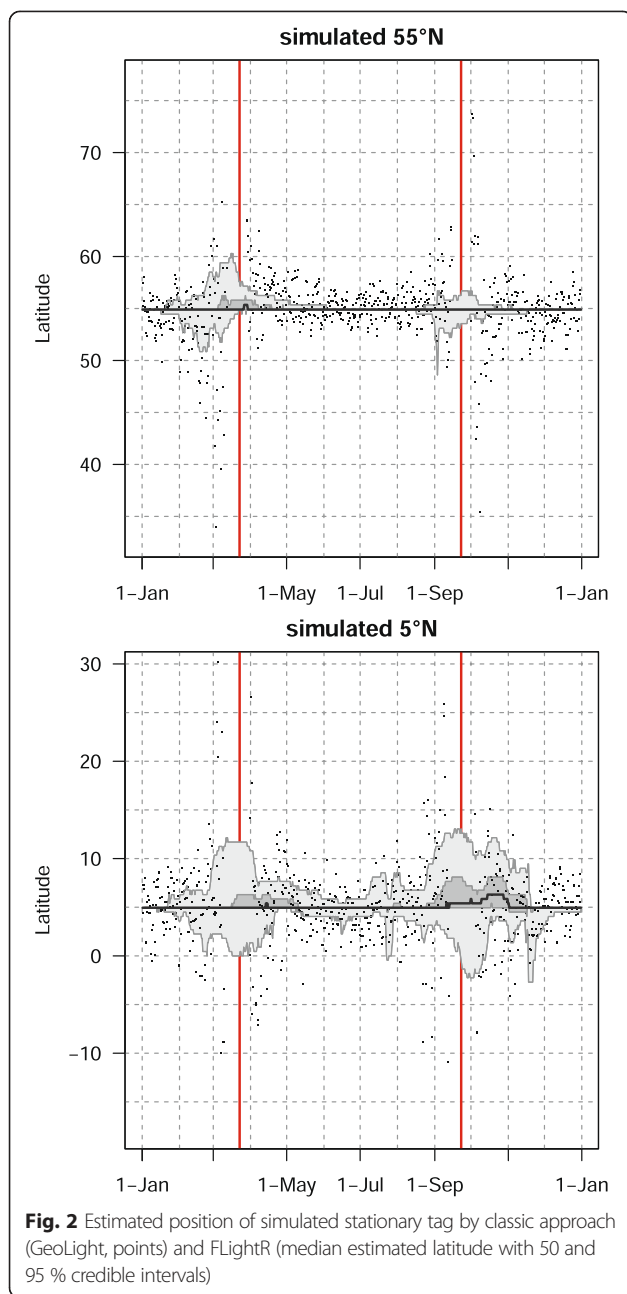 simulated 55°N
70
60
50
40
Latitude
1–Jan 1–May 1–Jul 1–Sep 1–Jan
simulated 5°N
30
20
10
0
–10
Latitude
1–Jan 1–May 1–Jul 1–Sep 1–Jan
Fig. 2 Estimated position of simulated stationary tag by classic approach
(GeoLight, points) and FLightR (median estimated latitude with 50 and
95 % credible intervals)